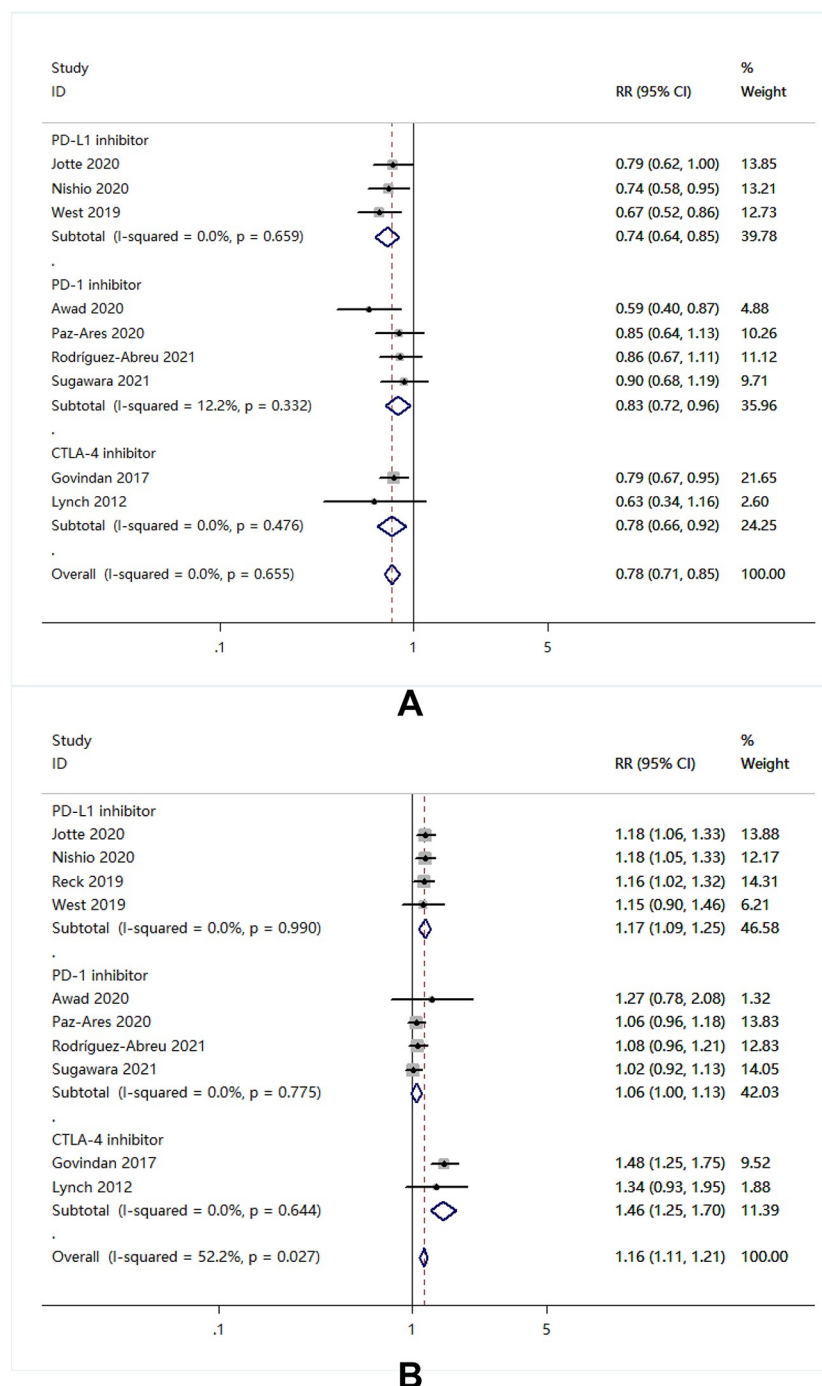 Study %
ID RR (95% CI) Weight
PD-L1 inhibitor
Jotte 2020 0.79 (0.62, 1.00) 13.85
Nishio 2020 0.74 (0.58, 0.95) 13.21
West 2019 0.67 (0.52, 0.86) 12.73
Subtotal (I-squared = 0.0%, p = 0.659) 0.74 (0.64, 0.85) 39.78
.
PD-1 inhibitor
Awad 2020 0.59 (0.40, 0.87) 4.88
Paz-Ares 2020 0.85 (0.64, 1.13) 10.26
Rodríguez-Abreu 2021 0.86 (0.67, 1.11) 11.12
Sugawara 2021 0.90 (0.68, 1.19) 9.71
Subtotal (I-squared = 12.2%, p = 0.332) 0.83 (0.72, 0.96) 35.96
.
CTLA-4 inhibitor
Govindan 2017 0.79 (0.67, 0.95) 21.65
Lynch 2012 0.63 (0.34, 1.16) 2.60
Subtotal (I-squared = 0.0%, p = 0.476) 0.78 (0.66, 0.92) 24.25
.
Overall (I-squared = 0.0%, p = 0.655) 0.78 (0.71, 0.85) 100.00
.1 1 5
A
Study %
ID RR (95% CI) Weight
PD-L1 inhibitor
Jotte 2020 1.18 (1.06, 1.33) 13.88
Nishio 2020 1.18 (1.05, 1.33) 12.17
Reck 2019 1.16 (1.02, 1.32) 14.31
West 2019 1.15 (0.90, 1.46) 6.21
Subtotal (I-squared = 0.0%, p = 0.990) 1.17 (1.09, 1.25) 46.58
.
PD-1 inhibitor
Awad 2020 1.27 (0.78, 2.08) 1.32
Paz-Ares 2020 1.06 (0.96, 1.18) 13.83
Rodríguez-Abreu 2021 1.08 (0.96, 1.21) 12.83
Sugawara 2021 1.02 (0.92, 1.13) 14.05
Subtotal (I-squared = 0.0%, p = 0.775) 1.06 (1.00, 1.13) 42.03
.
CTLA-4 inhibitor
Govindan 2017 1.48 (1.25, 1.75) 9.52
Lynch 2012 1.34 (0.93, 1.95) 1.88
Subtotal (I-squared = 0.0%, p = 0.644) 1.46 (1.25, 1.70) 11.39
.
Overall (I-squared = 52.2%, p = 0.027) 1.16 (1.11, 1.21) 100.00
.1 1 5
B